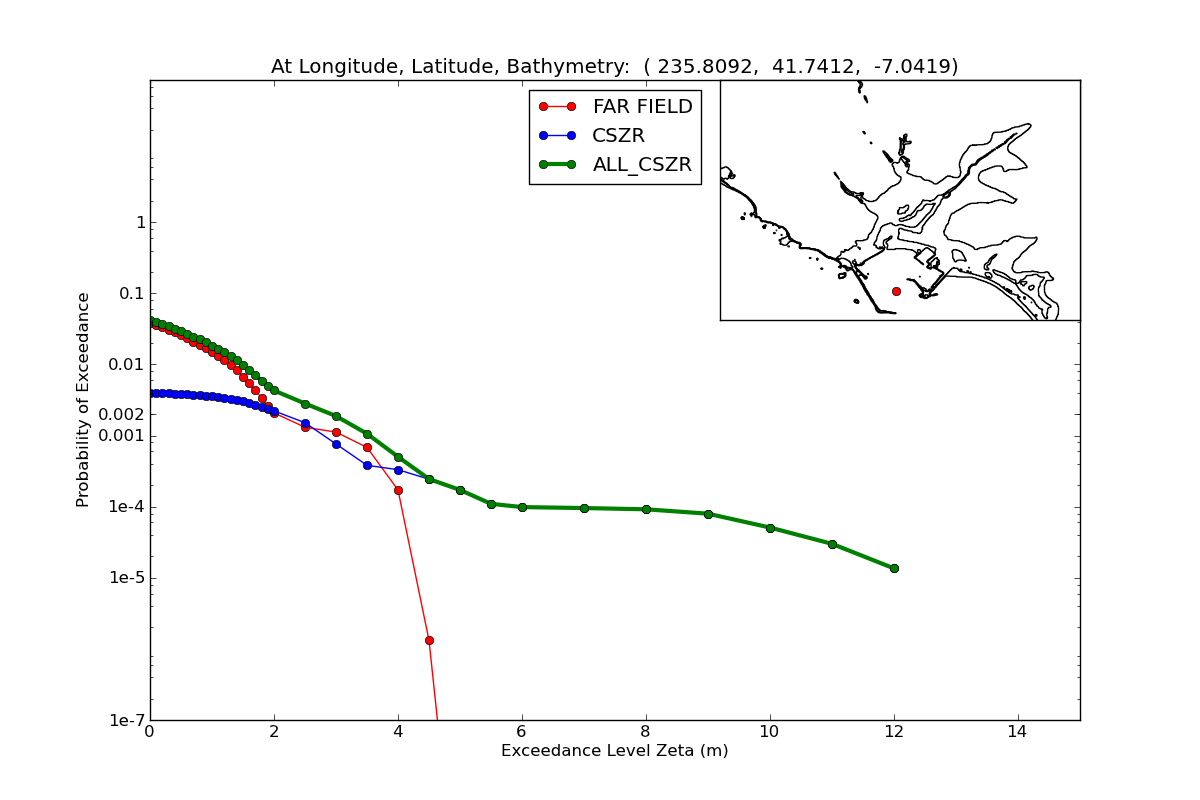 At Longitude, Latitude, Bathymetry: ( 235.8092, 41.7412, -7.0419)
FAR FIELD
CSZR
ALL_CSZR
Probability of Exceedance
1
0.1
0.01
0.002
0.001
1e-4
1e-5
1e-7
0 2 4 6 8 10 12 14
Exceedance Level Zeta (m)